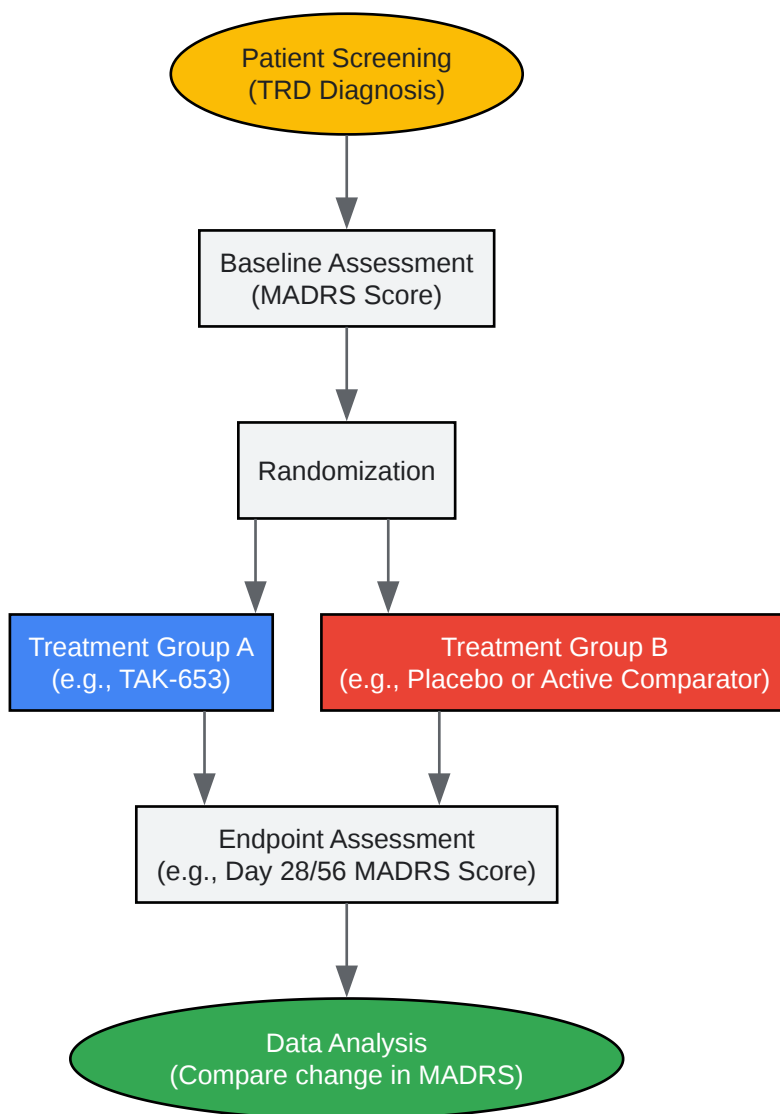 Patient Screening
(TRD Diagnosis)
Baseline Assessment
(MADRS Score)
Randomization
Treatment Group A
(e.g., TAK-653)
Treatment Group B
(e.g., Placebo or Active Comparator)
Endpoint Assessment
(e.g., Day 28/56 MADRS Score)
Data Analysis
(Compare change in MADRS)